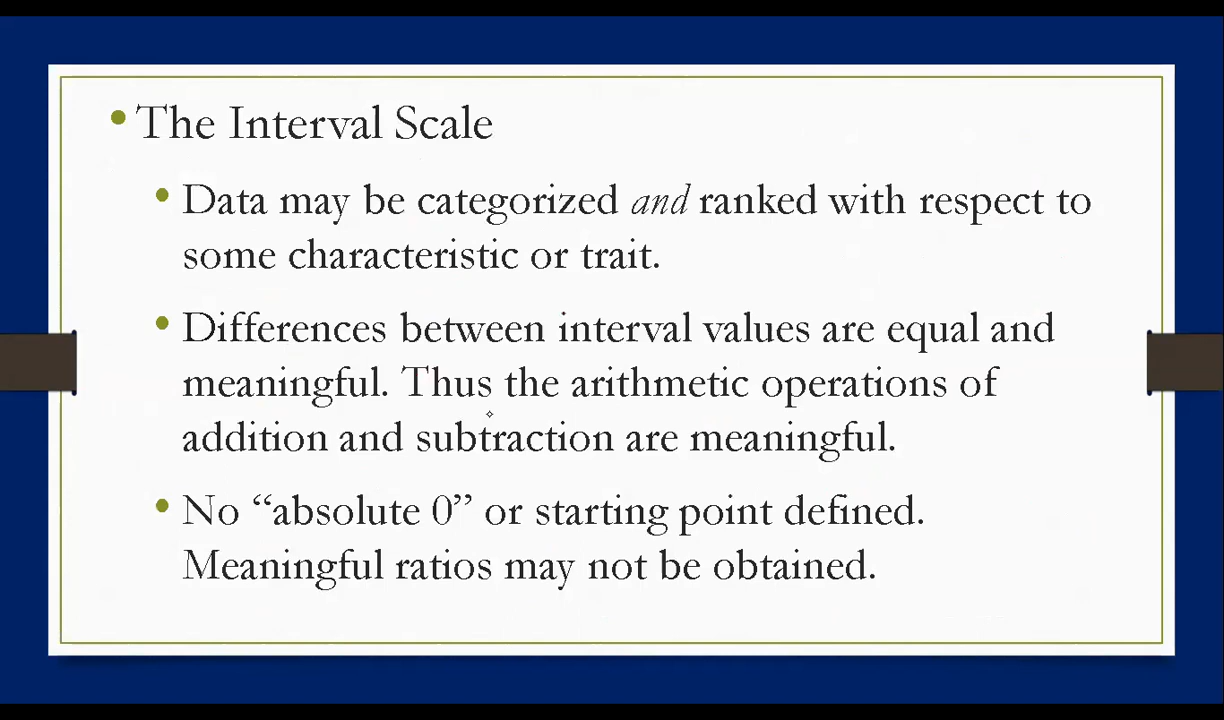 • The Interval Scale
• Data may be categorized and ranked with respect to
some characteristic or trait.
• Differences between interval values are equal and
meaningful. Thus the arithmetic operations of
addition and subtraction are meaningful.
• No “absolute 0” or starting point defined.
Meaningful ratios may not be obtained.